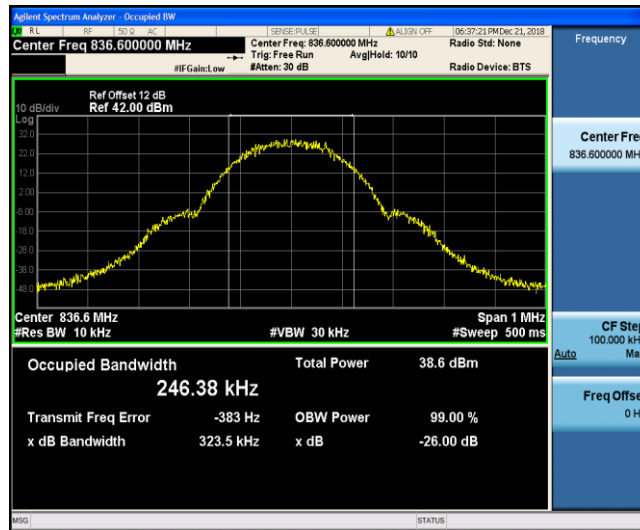 Agilent Spectrum Analyzer - Occupied BW
RL RF 50 Ω AC SENSE:PULSE ALIGN OFF 06:37:21 PM Dec 21, 2018
Center Freq 836.600000 MHz Center Freq: 836.600000 MHz Radio Std: None
Trig: Free Run Avg|Hold: 10/10
#IFGain:Low #Atten: 30 dB Radio Device: BTS
Ref Offset 12 dB
10 dB/div Ref 42.00 dBm
Log
32.0
22.0
12.0
2.00
-8.00
-18.0
-28.0
-38.0
-48.0
Center 836.6 MHz Span 1 MHz
#Res BW 10 kHz #VBW 30 kHz #Sweep 500 ms
Occupied Bandwidth Total Power 38.6 dBm
246.38 kHz
Transmit Freq Error -383 Hz OBW Power 99.00 %
x dB Bandwidth 323.5 kHz x dB -26.00 dB
MSG STATUS
Frequency
Center Fre
836.600000 MH
CF Ste
100.000 kH
Auto Ma
Freq Offse
0 H